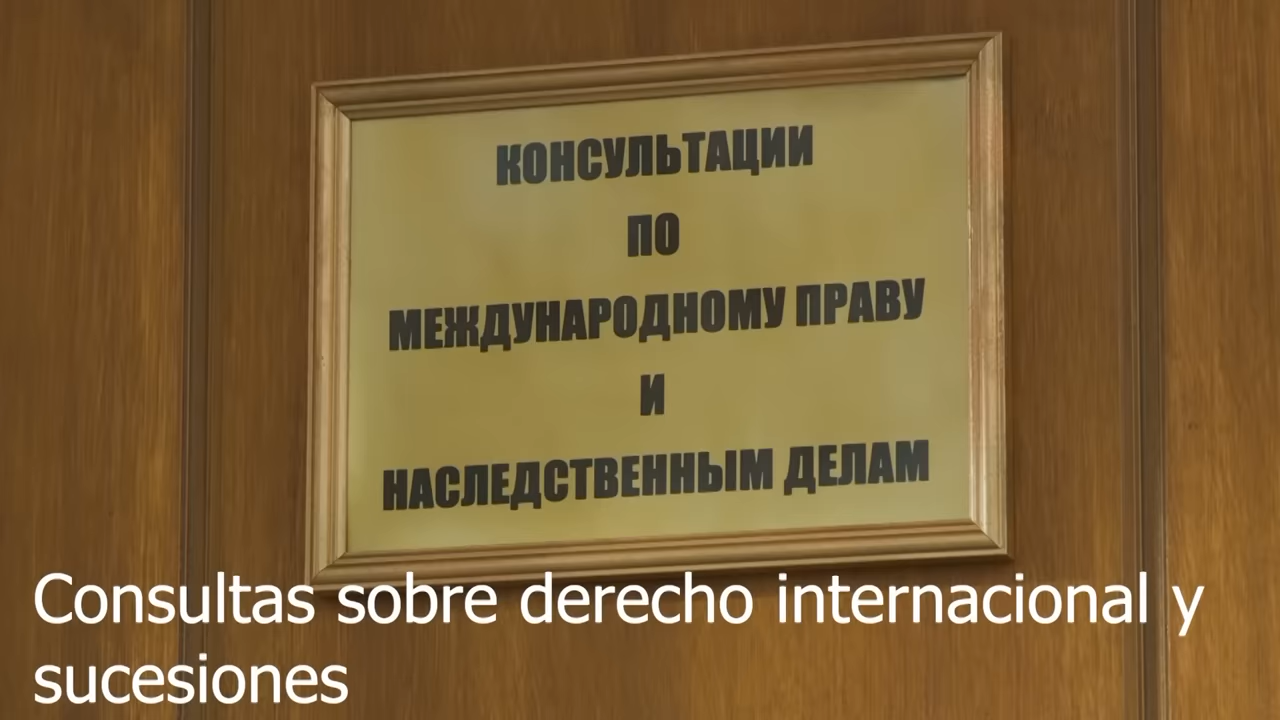 КОНСУЛЬТАЦИИ
ПО
МЕЖДУНАРОДНОМУ ПРАВУ
И
НАСЛЕДСТВЕННЫМ ДЕЛАМ
Consultas sobre derecho internacional y
sucesiones